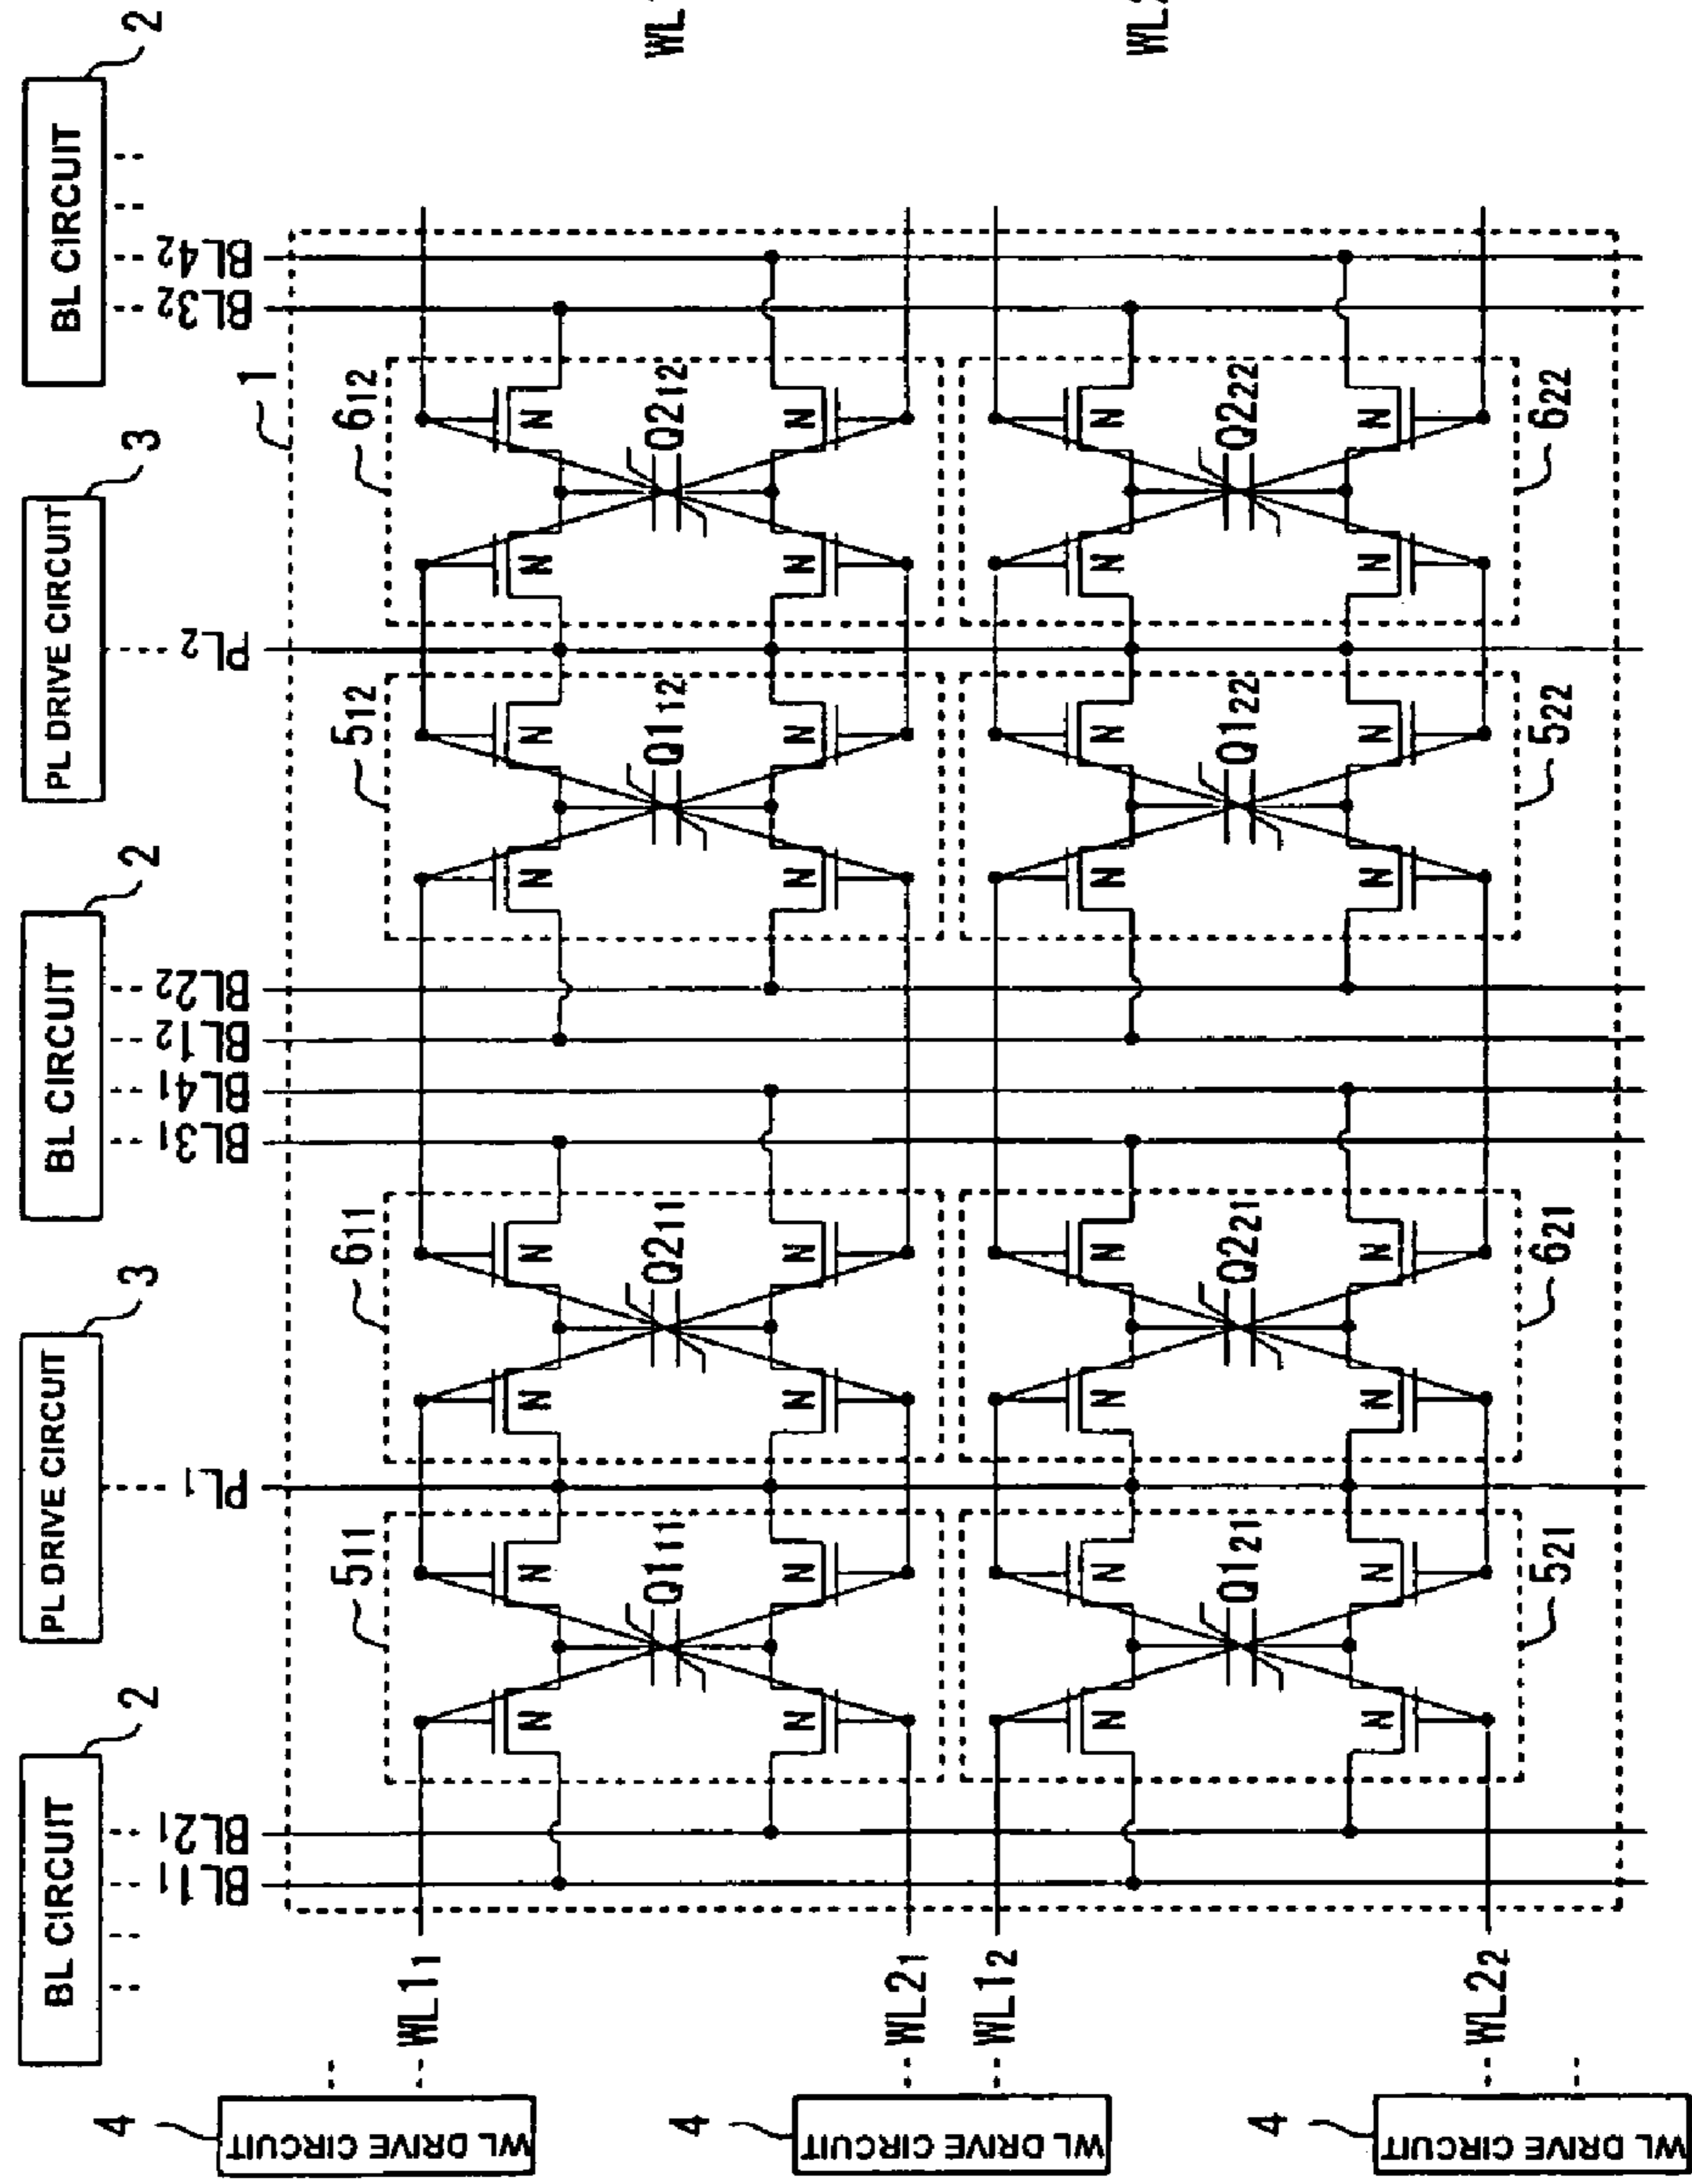 BL CIRCUIT
2
PL DRIVE CIRCUIT
3
BL CIRCUIT
2
PL DRIVE CIRCUIT
3
BL CIRCUIT
2
BL1₁
BL2₁
PL1
BL3₁
BL4₁
BL1₂
BL2₂
PL2
BL3₂
BL4₂
1
4
WL DRIVE CIRCUIT
WL1₁
5₁₁
6₁₁
5₁₂
6₁₂
N N N N N N N N
Q1₁₁
Q2₁₁
Q1₁₂
Q2₁₂
WL
N N N N N N N N
4
WL DRIVE CIRCUIT
WL2₁
WL1₂
N N N N N N N N
Q1₂₁
Q2₂₁
Q1₂₂
Q2₂₂
WL
N N N N N N N N
4
WL DRIVE CIRCUIT
WL2₂
5₂₁
6₂₁
5₂₂
6₂₂